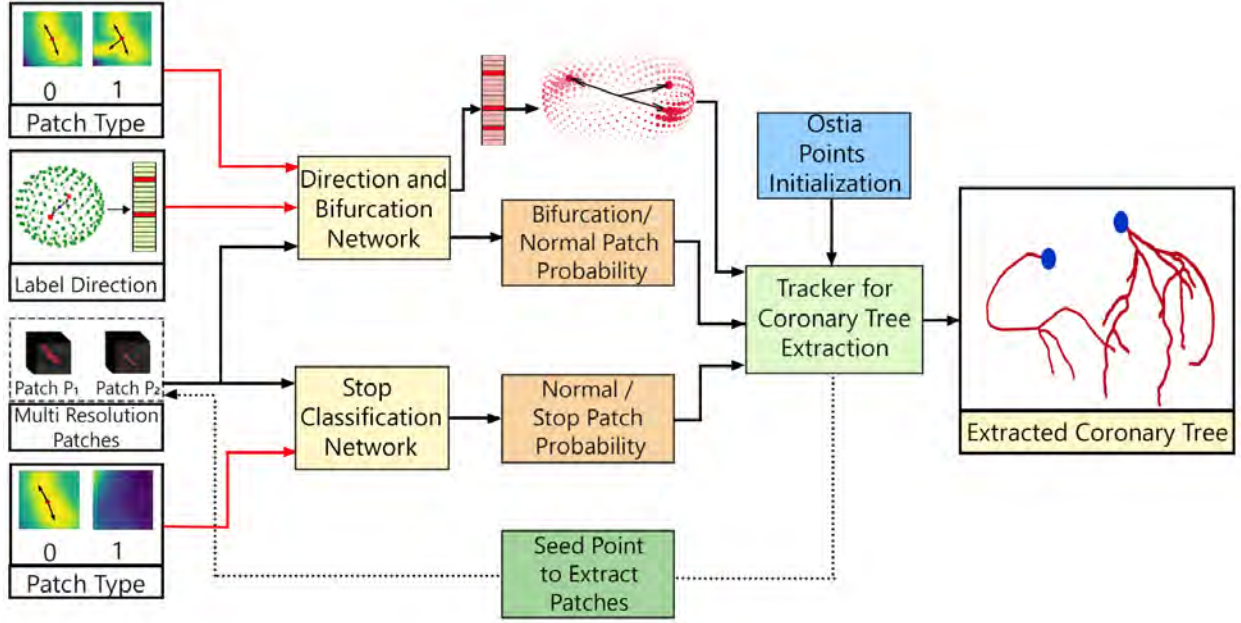 0 1
Patch Type
Label Direction
Patch P₁ Patch P₂
Multi Resolution
Patches
0 1
Patch Type
Direction and
Bifurcation
Network
Stop
Classification
Network
Bifurcation/
Normal Patch
Probability
Normal /
Stop Patch
Probability
Seed Point
to Extract
Patches
Ostia
Points
Initialization
Tracker for
Coronary Tree
Extraction
Extracted Coronary Tree